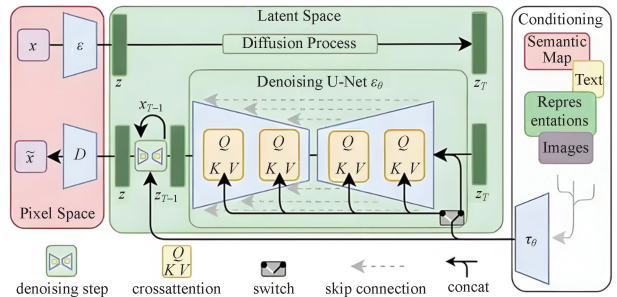 Latent Space
Conditioning
x
ε
Diffusion Process
Semantic
Map
z
z_T
Text
Denoising U-Net ε_θ
x_{T−1}
Repres
entations
Q
Q
Q
Q
x̃
D
K V
K V
K V
K V
Images
z
z_{T−1}
z_T
Pixel Space
τ_θ
Q
K V
denoising step
crossattention
switch
skip connection
concat